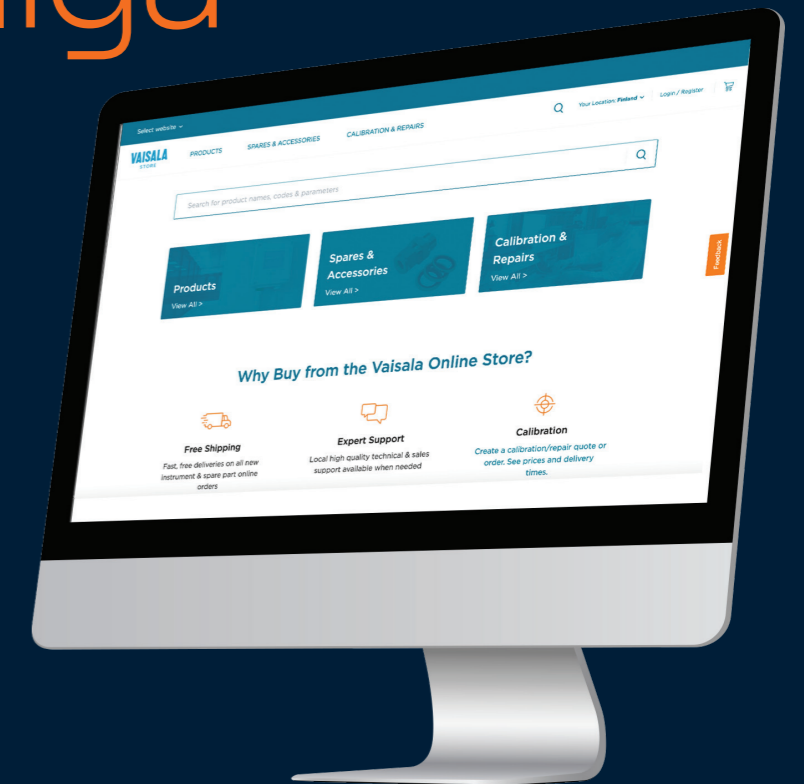 Select website
Your Location: Finland
Login / Register
VAISALA
STORE
PRODUCTS
SPARES & ACCESSORIES
CALIBRATION & REPAIRS
Search for product names, codes & parameters
Products
View All >
Spares &
Accessories
View All >
Calibration &
Repairs
View All >
Feedback
Why Buy from the Vaisala Online Store?
Free Shipping
Fast, free deliveries on all new
instrument & spare part online
orders
Expert Support
Local high quality technical & sales
support available when needed
Calibration
Create a calibration/repair quote or
order. See prices and delivery
times.